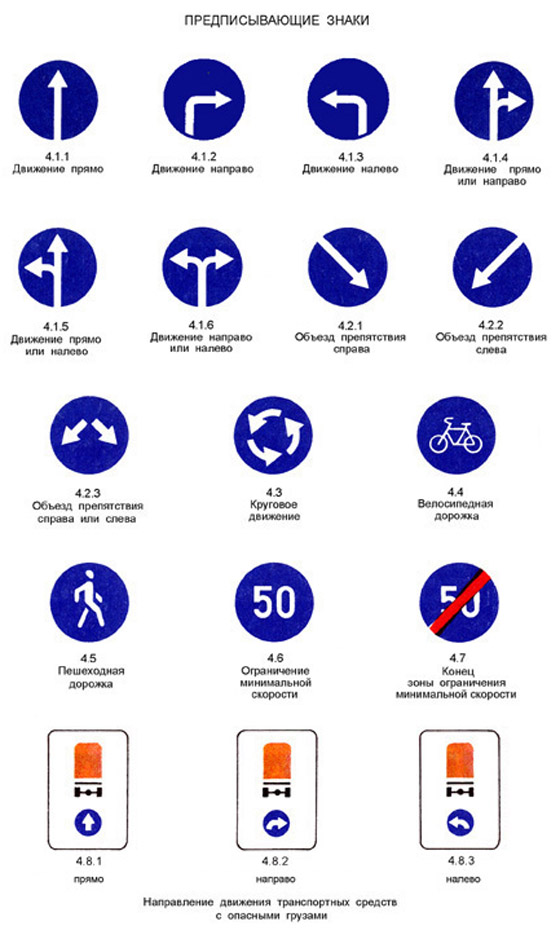 ПРЕДПИСЫВАЮЩИЕ ЗНАКИ
4.1.1
Движение прямо
4.1.2
Движение направо
4.1.3
Движение налево
4.1.4
Движение прямо
или направо
4.1.5
Движение прямо
или налево
4.1.6
Движение направо
или налево
4.2.1
Объезд препятствия
справа
4.2.2
Объезд препятствия
слева
4.2.3
Объезд препятствия
справа или слева
4.3
Круговое
движение
4.4
Велосипедная
дорожка
4.5
Пешеходная
дорожка
50
4.6
Ограничение
минимальной
скорости
50
4.7
Конец
зоны ограничения
минимальной скорости
4.8.1
прямо
4.8.2
направо
4.8.3
налево
Направление движения транспортных средств
с опасными грузами